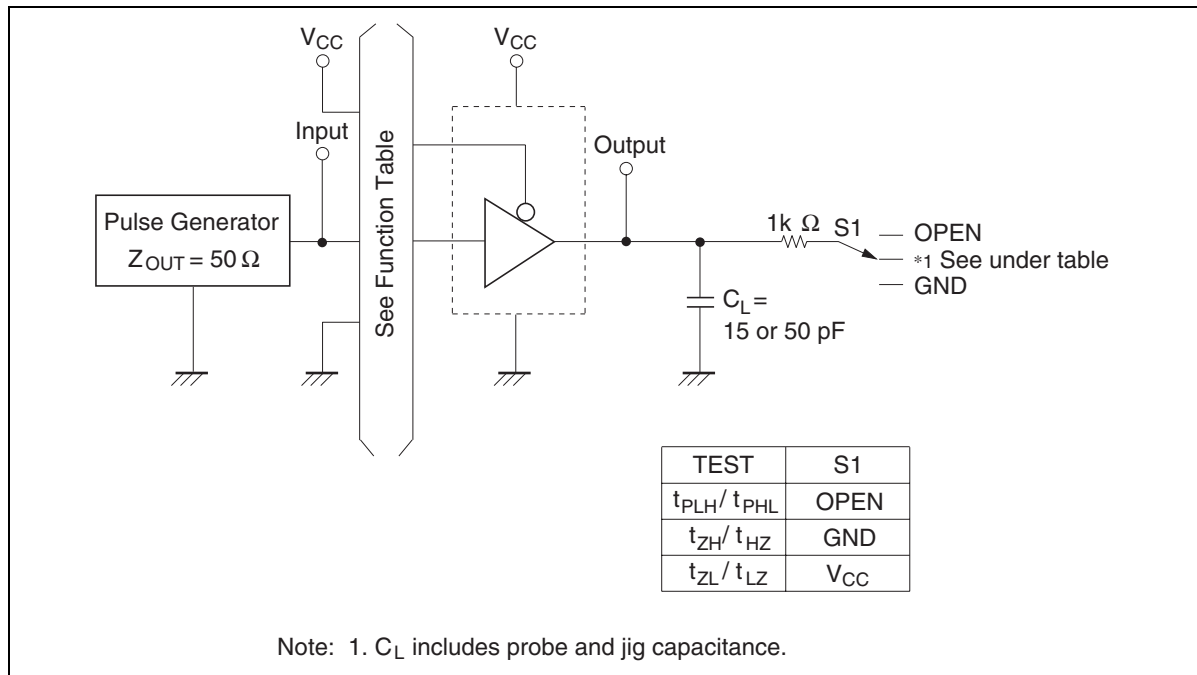 VCC
VCC
Input
See Function Table
Output
Pulse Generator
ZOUT = 50 Ω
1k Ω
S1
OPEN
*1 See under table
GND
CL =
15 or 50 pF
TEST S1
tPLH / tPHL OPEN
tZH / tHZ GND
tZL / tLZ VCC
Note: 1. CL includes probe and jig capacitance.